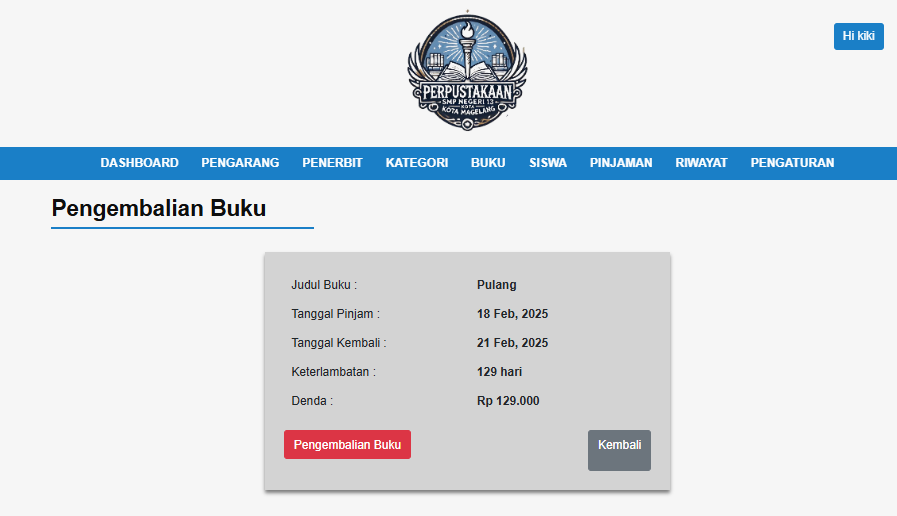 PERPUSTAKAAN
SMP NEGERI 13
KOTA
KOTA MAGELANG
Hi kiki
DASHBOARD PENGARANG PENERBIT KATEGORI BUKU SISWA PINJAMAN RIWAYAT PENGATURAN
Pengembalian Buku
Judul Buku : Pulang
Tanggal Pinjam : 18 Feb, 2025
Tanggal Kembali : 21 Feb, 2025
Keterlambatan : 129 hari
Denda : Rp 129.000
Pengembalian Buku Kembali